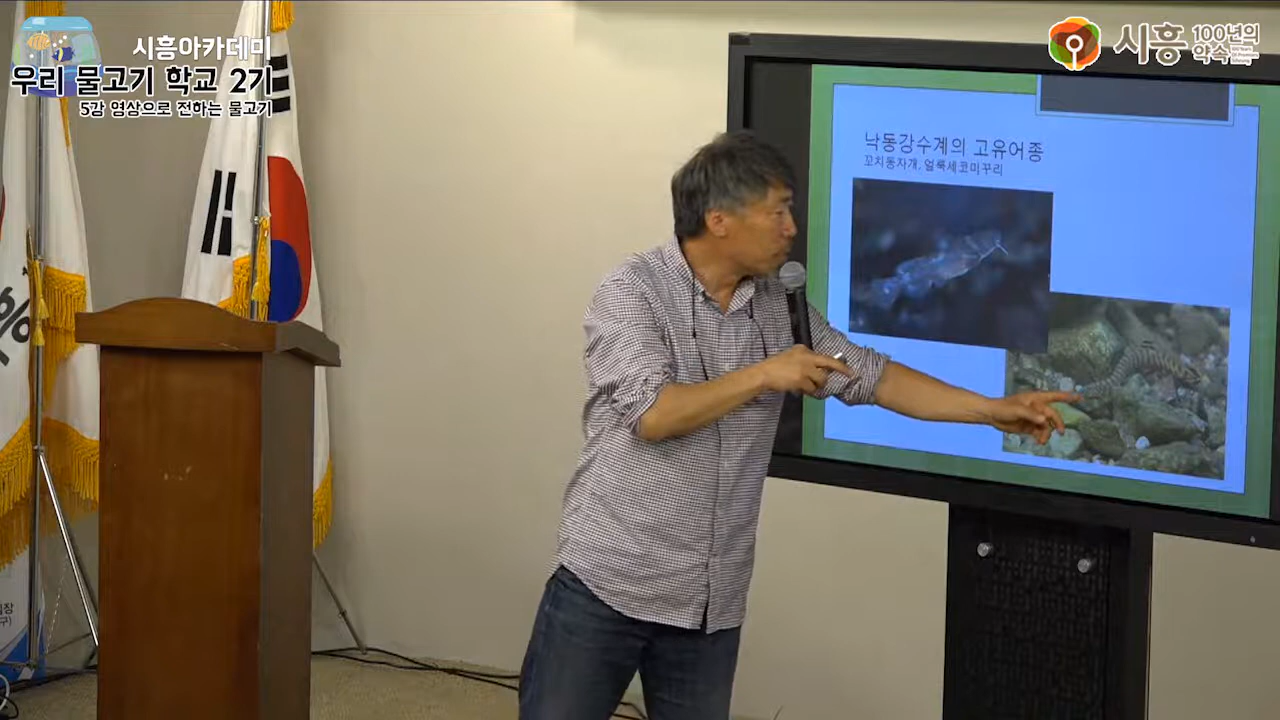 시흥아카데미
우리 물고기 학교 2기
5강 영상으로 전하는 물고기
시흥
100년의
약속
낙동강수계의 고유어종
꼬치동자개, 얼룩새코미꾸리